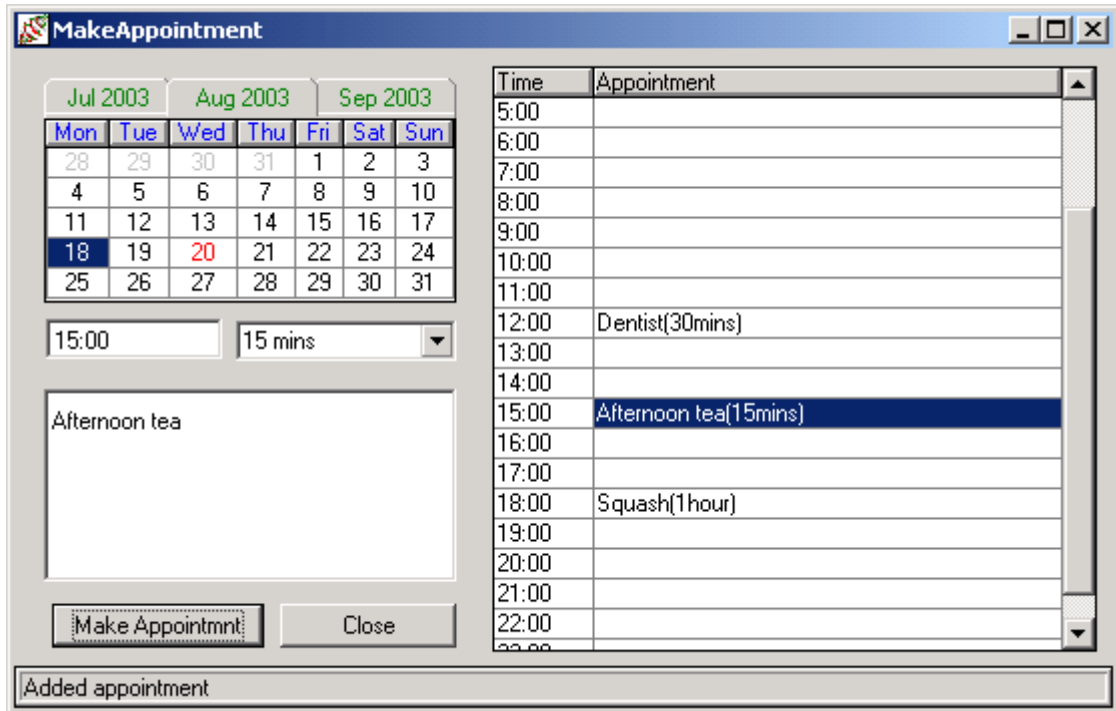 MakeAppointment
Jul 2003 Aug 2003 Sep 2003
Mon Tue Wed Thu Fri Sat Sun
28 29 30 31 1 2 3
4 5 6 7 8 9 10
11 12 13 14 15 16 17
18 19 20 21 22 23 24
25 26 27 28 29 30 31
15:00 15 mins
Afternoon tea
Make Appointmnt Close
Time Appointment
5:00
6:00
7:00
8:00
9:00
10:00
11:00
12:00 Dentist(30mins)
13:00
14:00
15:00 Afternoon tea(15mins)
16:00
17:00
18:00 Squash(1hour)
19:00
20:00
21:00
22:00
Added appointment